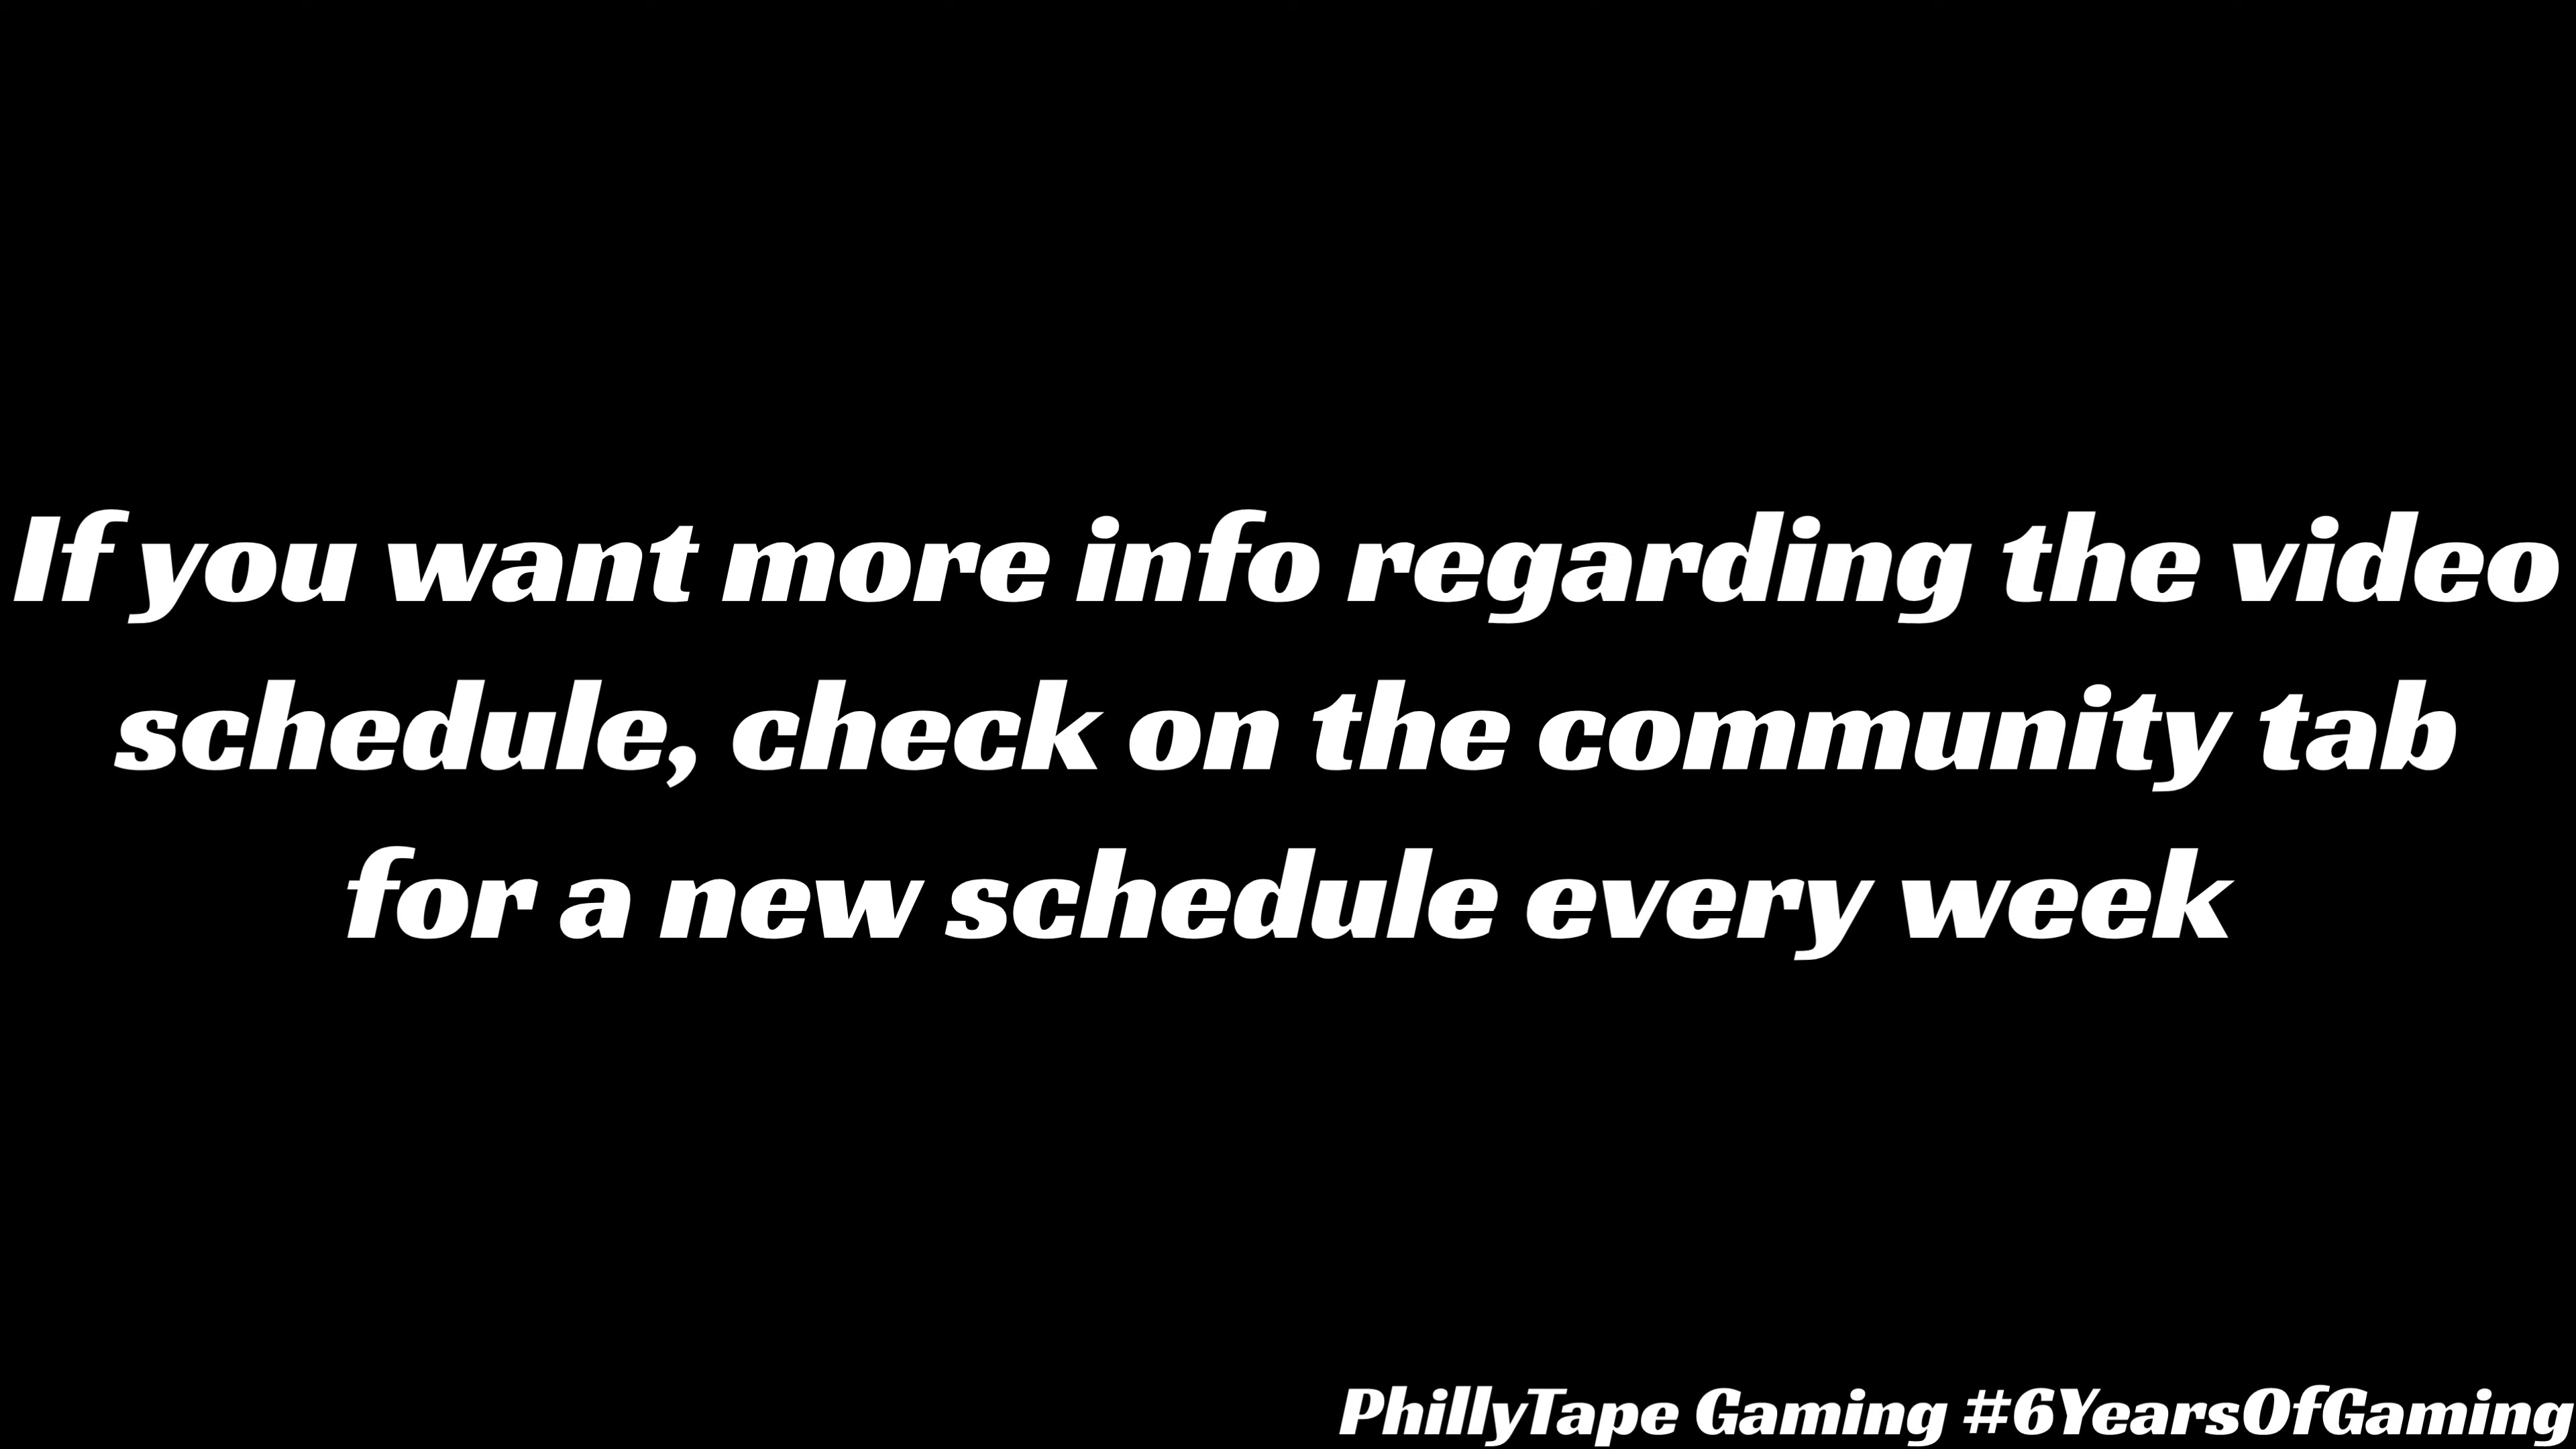 If you want more info regarding the video
schedule, check on the community tab
for a new schedule every week
PhillyTape Gaming #6YearsOfGaming